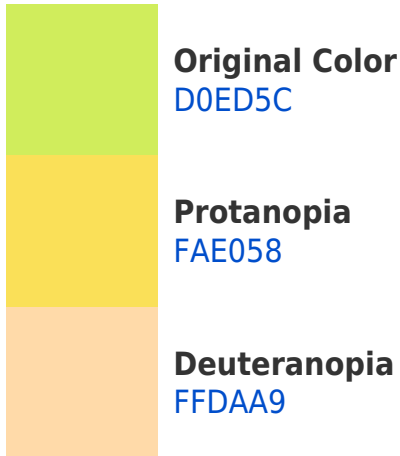 Original Color
D0ED5C
Protanopia
FAE058
Deuteranopia
FFDAA9